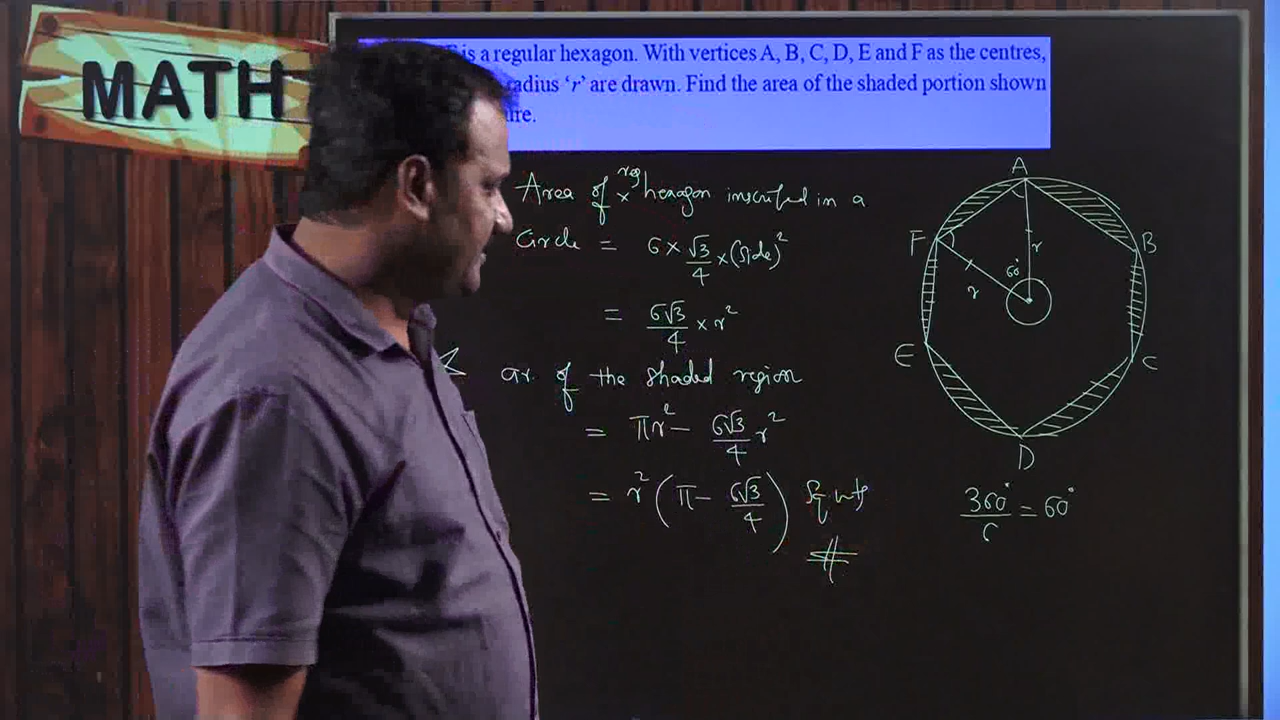 MATH
is a regular hexagon. With vertices A, B, C, D, E and F as the centres,
radius ‘r’ are drawn. Find the area of the shaded portion shown
Area of reg hexagon inscribed in a
circle = 6 × √3/4 × (side)²
= 6√3/4 × r²
ar. of the shaded region
= πr² - 6√3/4 r²
= r² (π - 6√3/4) sq units
A
F
B
r
60°
r
E
C
D
360°/6 = 60°